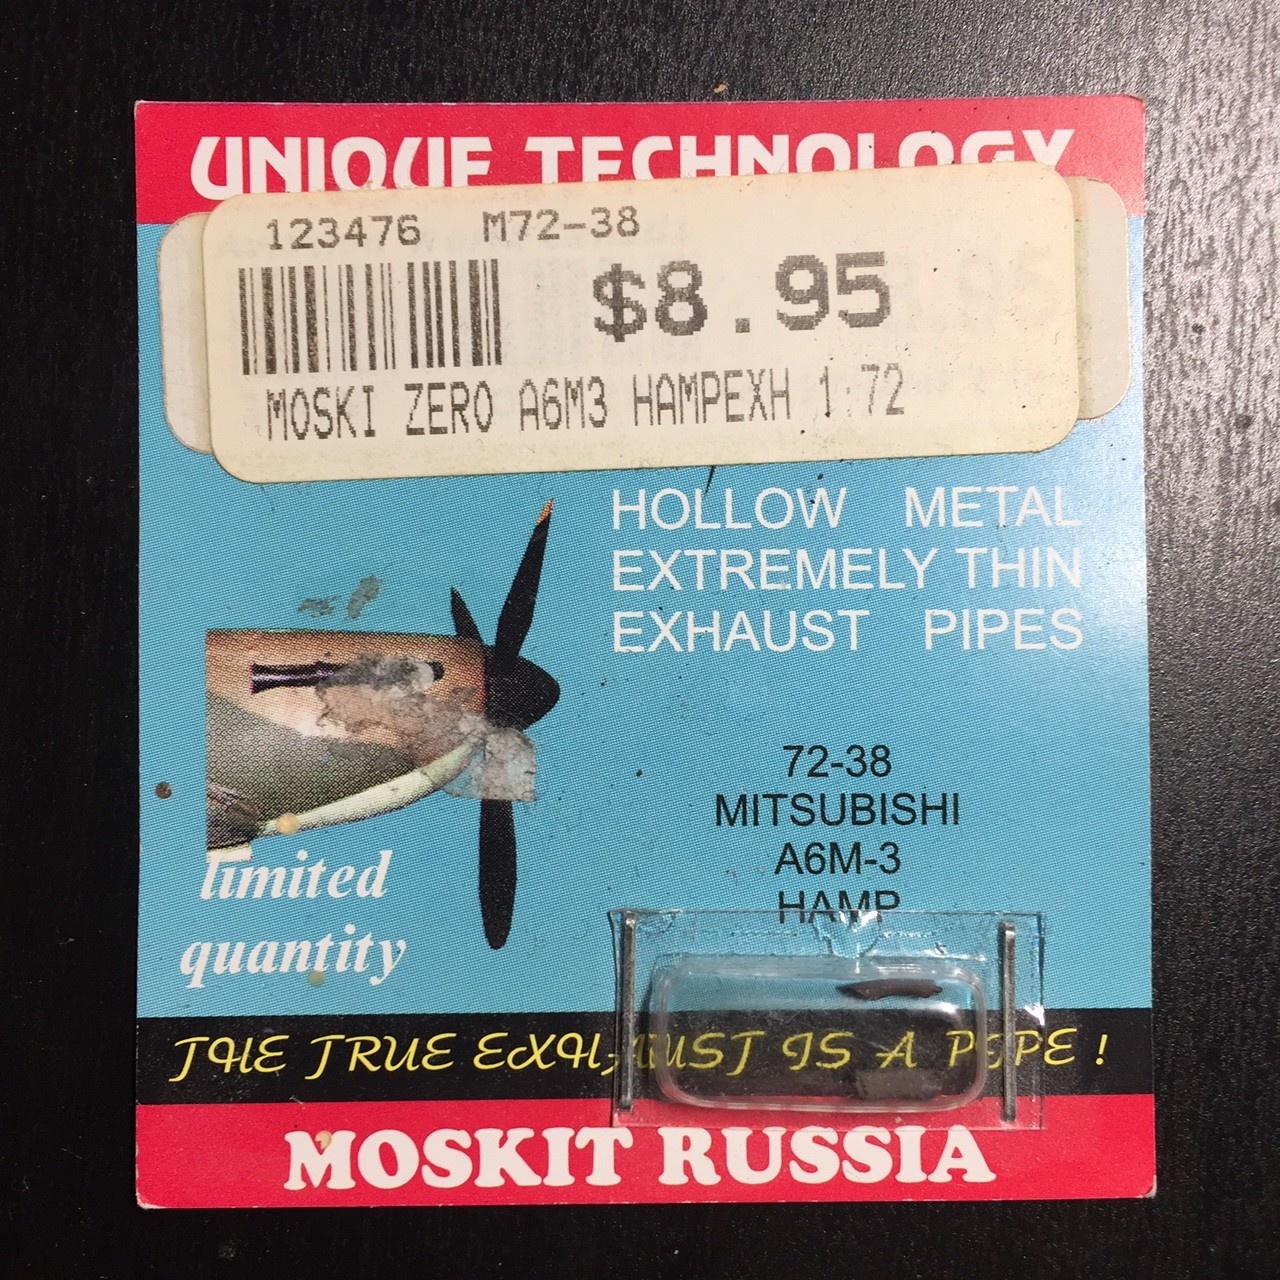 UNIQUE TECHNOLOGY
123476 M72-38
$8.95
MOSKI ZERO A6M3 HAMPEXH 1:72
HOLLOW METAL
EXTREMELY THIN
EXHAUST PIPES
72-38
MITSUBISHI
A6M-3
HAMP
limited
quantity
THE TRUE EXHAUST IS A PIPE !
MOSKIT RUSSIA